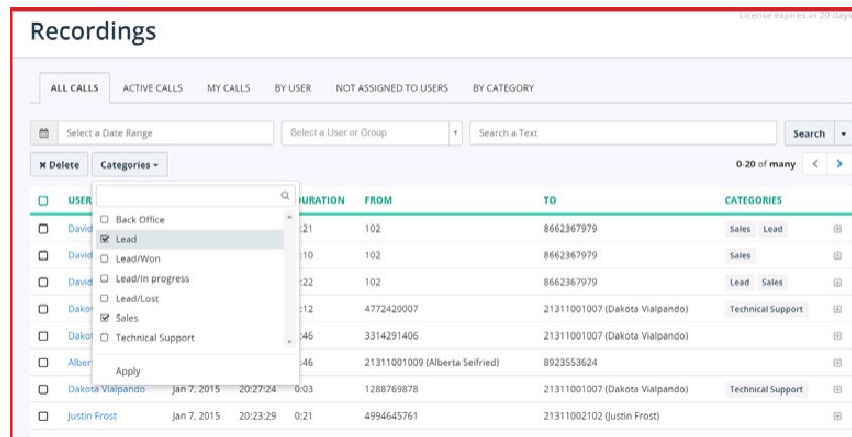 License expires in 20 days
Recordings
ALL CALLS ACTIVE CALLS MY CALLS BY USER NOT ASSIGNED TO USERS BY CATEGORY
Select a Date Range Select a User or Group Search a Text Search
× Delete Categories 0-20 of many < >
USER DURATION FROM TO CATEGORIES
David :21 102 8662367979 Sales Lead
David :10 102 8662367979 Sales
David :22 102 8662367979 Lead Sales
Dakot :12 4772420007 21311001007 (Dakota Vialpando) Technical Support
Dakot :46 3314291406 21311001007 (Dakota Vialpando)
Alber :46 21311001009 (Alberta Seifried) 8923553624
Dakota Vialpando Jan 7, 2015 20:27:24 0:03 1288769878 21311001007 (Dakota Vialpando) Technical Support
Justin Frost Jan 7, 2015 20:23:29 0:21 4994645761 21311002102 (Justin Frost)
Back Office
Lead
Lead/Won
Lead/In progress
Lead/Lost
Sales
Technical Support
Apply